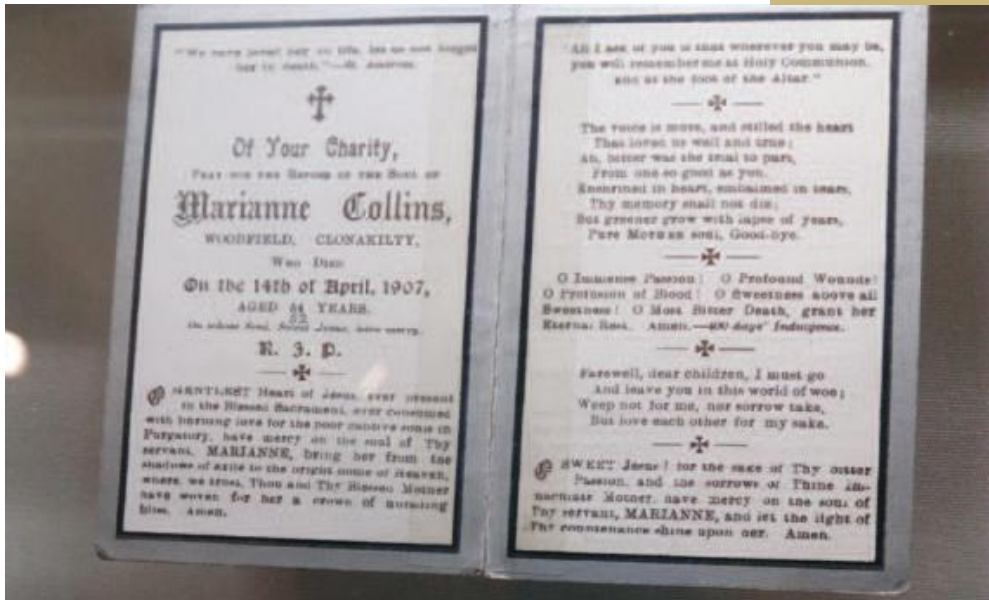 "We have loved her in life, let us not forget
her in death."—St. Ambrose.
Of Your Charity,
PRAY FOR THE REPOSE OF THE SOUL OF
Marianne Collins,
WOODFIELD, CLONAKILTY,
WHO DIED
On the 14th of April, 1907,
AGED 54 YEARS.
52
On whose Soul, Sweet Jesus, have mercy.
R. I. P.
O GENTLEST Heart of Jesus, ever present
in the Blessed Sacrament, ever consumed
with burning love for the poor captive souls in
Purgatory, have mercy on the soul of Thy
servant, MARIANNE, bring her from the
shadows of exile to the bright home of Heaven,
where, we trust, Thou and Thy Blessed Mother
have woven for her a crown of unending
bliss. Amen.
"All I ask of you is that wherever you may be,
you will remember me at Holy Communion,
and at the foot of the Altar."
The voice is mute, and stilled the heart
That loved us well and true;
Ah, bitter was the trial to part,
From one so good as you.
Enshrined in heart, embalmed in tears,
Thy memory shall not die;
But greener grow with lapse of years,
Pure MOTHER soul, Good-bye.
O Immense Passion! O Profound Wounds!
O Profusion of Blood! O Sweetness above all
Sweetness! O Most Bitter Death, grant her
Eternal Rest. Amen.—400 days' Indulgence.
Farewell, dear children, I must go
And leave you in this world of woe;
Weep not for me, nor sorrow take,
But love each other for my sake.
O SWEET Jesus! for the sake of Thy bitter
Passion, and the sorrows of Thine Im-
maculate Mother, have mercy on the soul of
Thy servant, MARIANNE, and let the light of
Thy countenance shine upon her. Amen.